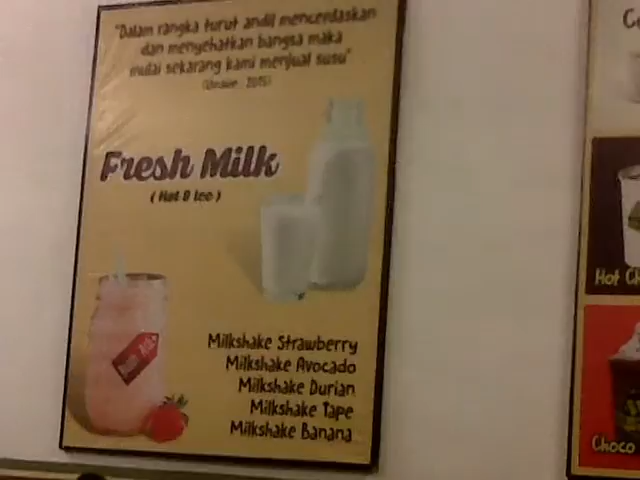 "Dalam rangka turut andil mencerdaskan
dan menyehatkan bangsa maka
mulai sekarang kami menjual susu"
Fresh Milk
( Hot & Ice )
Milkshake Strawberry
Milkshake Avocado
Milkshake Durian
Milkshake Tape
Milkshake Banana
Hot
Choco